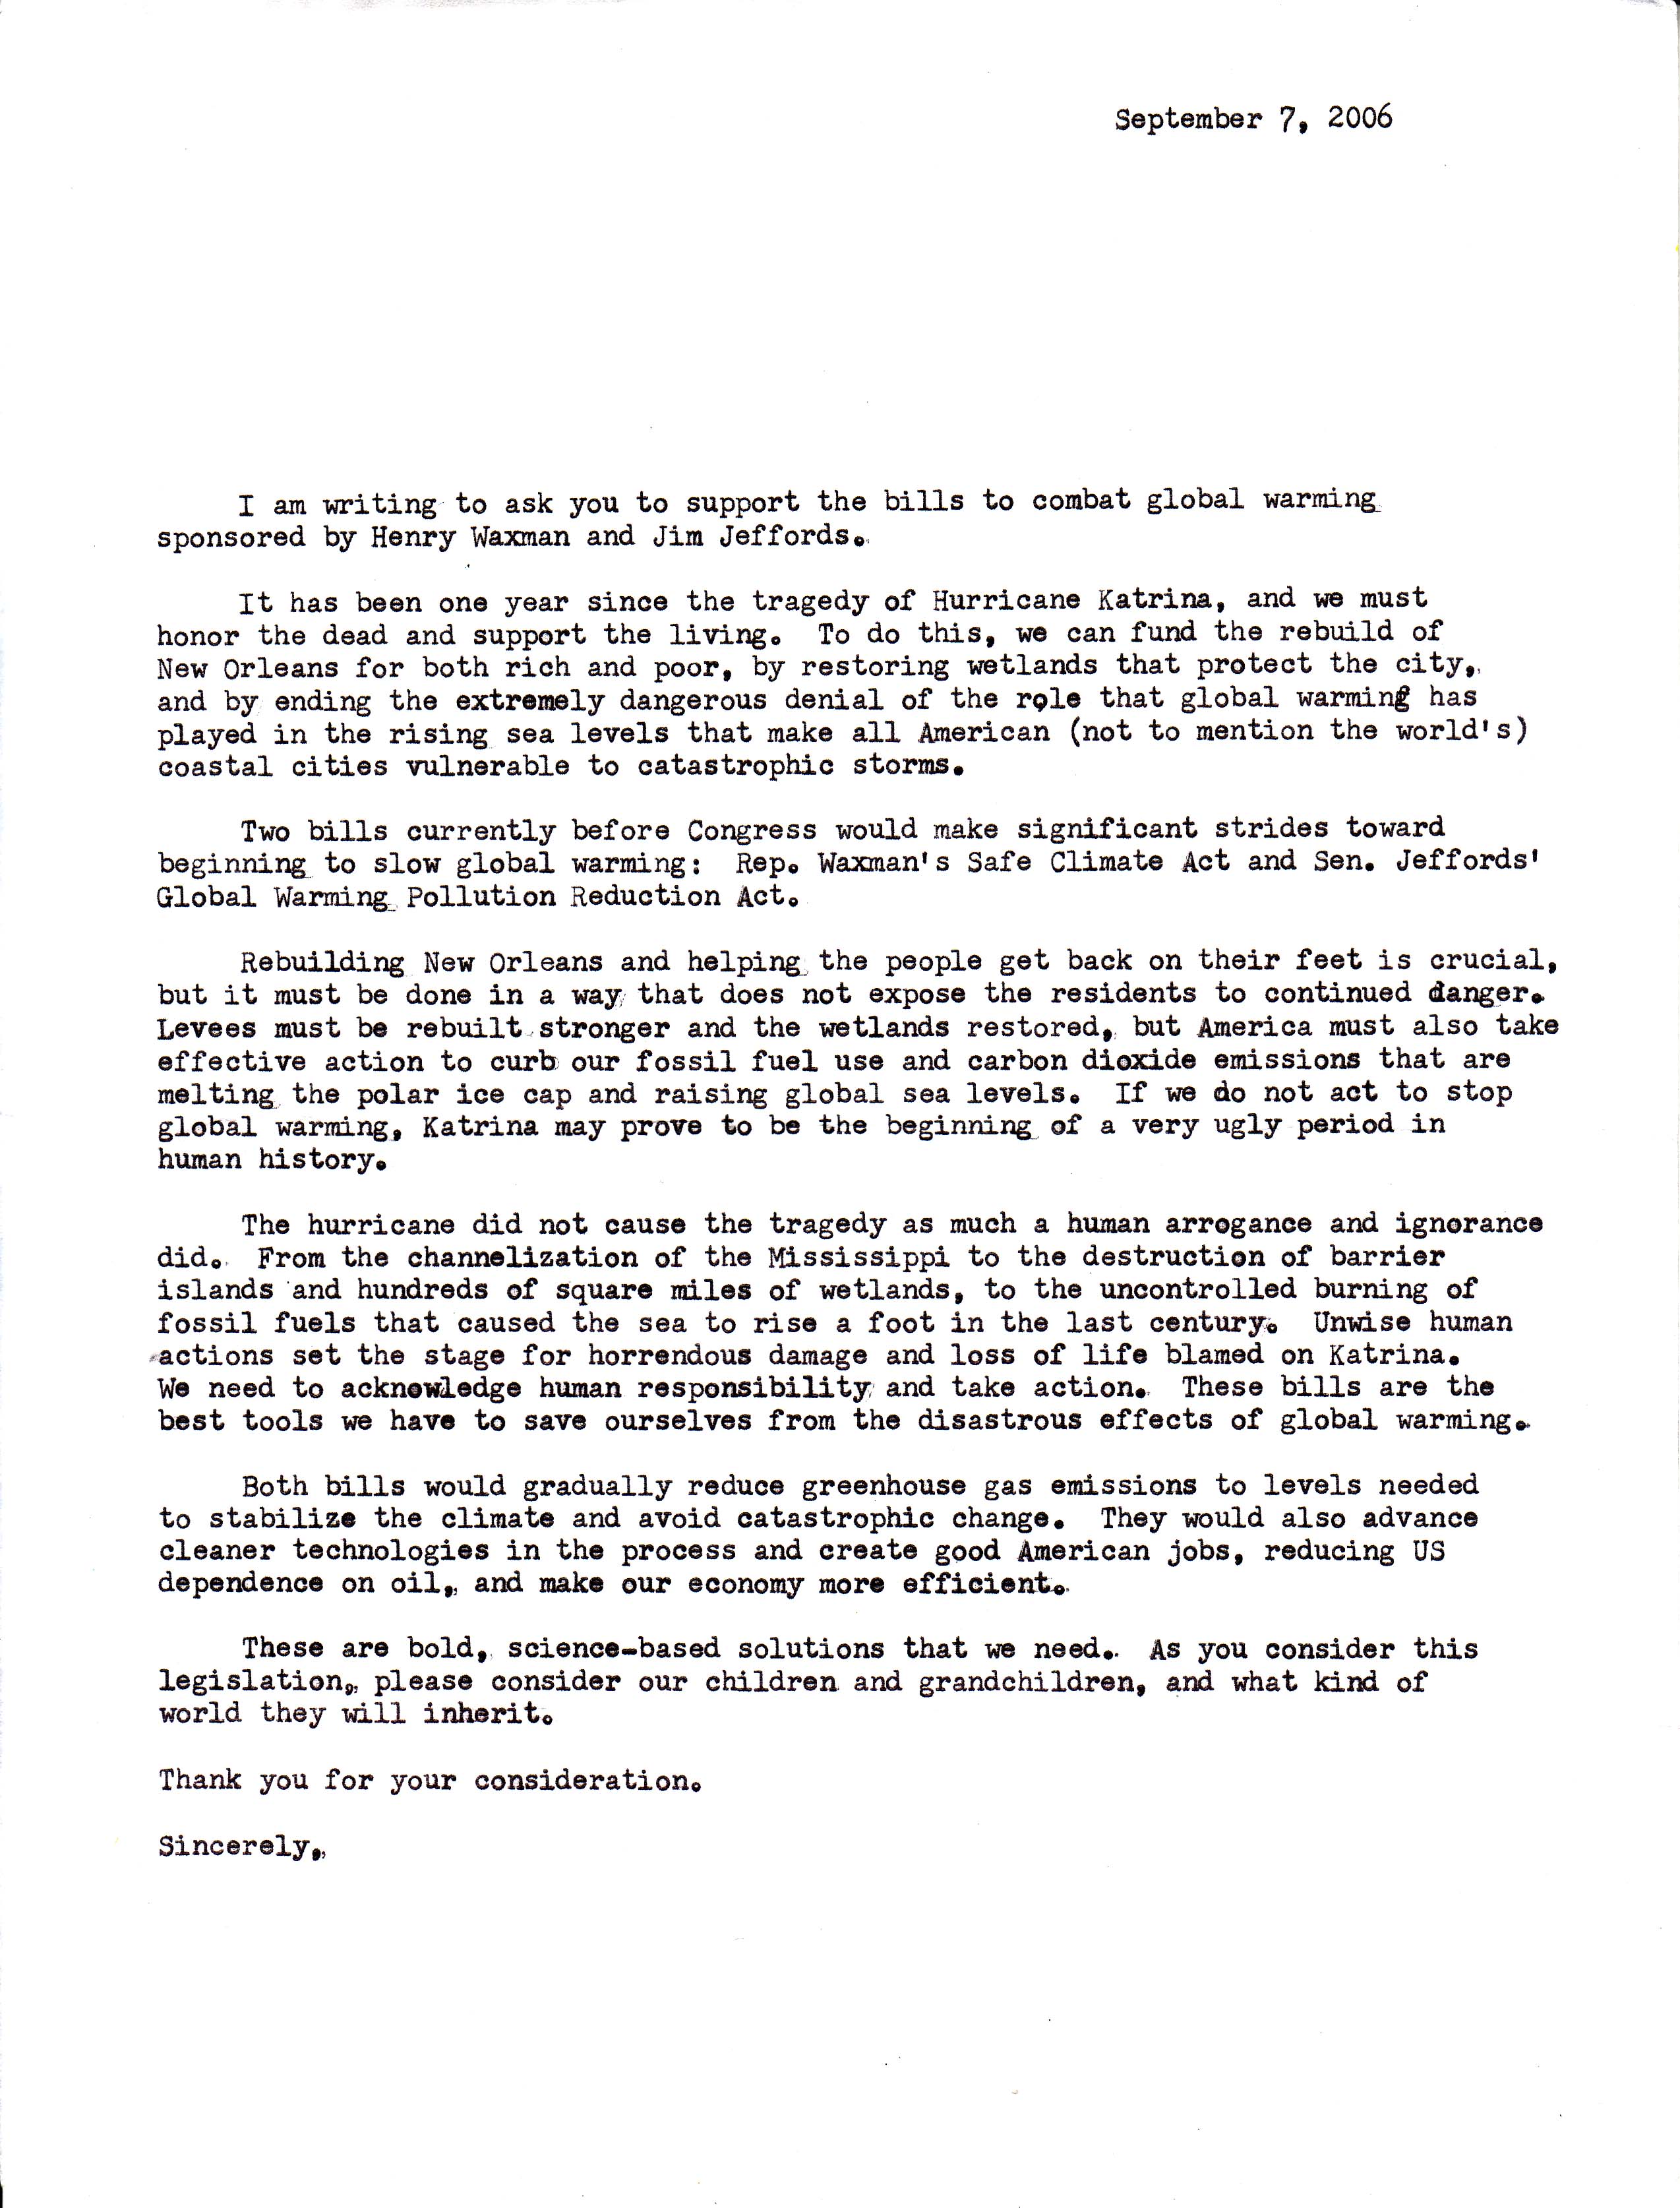 September 7, 2006
I am writing to ask you to support the bills to combat global warming
sponsored by Henry Waxman and Jim Jeffords.
It has been one year since the tragedy of Hurricane Katrina, and we must
honor the dead and support the living.  To do this, we can fund the rebuild of
New Orleans for both rich and poor, by restoring wetlands that protect the city,
and by ending the extremely dangerous denial of the role that global warming has
played in the rising sea levels that make all American (not to mention the world's)
coastal cities vulnerable to catastrophic storms.
Two bills currently before Congress would make significant strides toward
beginning to slow global warming:  Rep. Waxman's Safe Climate Act and Sen. Jeffords'
Global Warming Pollution Reduction Act.
Rebuilding New Orleans and helping the people get back on their feet is crucial,
but it must be done in a way that does not expose the residents to continued danger.
Levees must be rebuilt stronger and the wetlands restored, but America must also take
effective action to curb our fossil fuel use and carbon dioxide emissions that are
melting the polar ice cap and raising global sea levels.  If we do not act to stop
global warming, Katrina may prove to be the beginning of a very ugly period in
human history.
The hurricane did not cause the tragedy as much a human arrogance and ignorance
did.  From the channelization of the Mississippi to the destruction of barrier
islands and hundreds of square miles of wetlands, to the uncontrolled burning of
fossil fuels that caused the sea to rise a foot in the last century.  Unwise human
actions set the stage for horrendous damage and loss of life blamed on Katrina.
We need to acknowledge human responsibility and take action.  These bills are the
best tools we have to save ourselves from the disastrous effects of global warming.
Both bills would gradually reduce greenhouse gas emissions to levels needed
to stabilize the climate and avoid catastrophic change.  They would also advance
cleaner technologies in the process and create good American jobs, reducing US
dependence on oil, and make our economy more efficient.
These are bold, science-based solutions that we need.  As you consider this
legislation, please consider our children and grandchildren, and what kind of
world they will inherit.
Thank you for your consideration.
Sincerely,